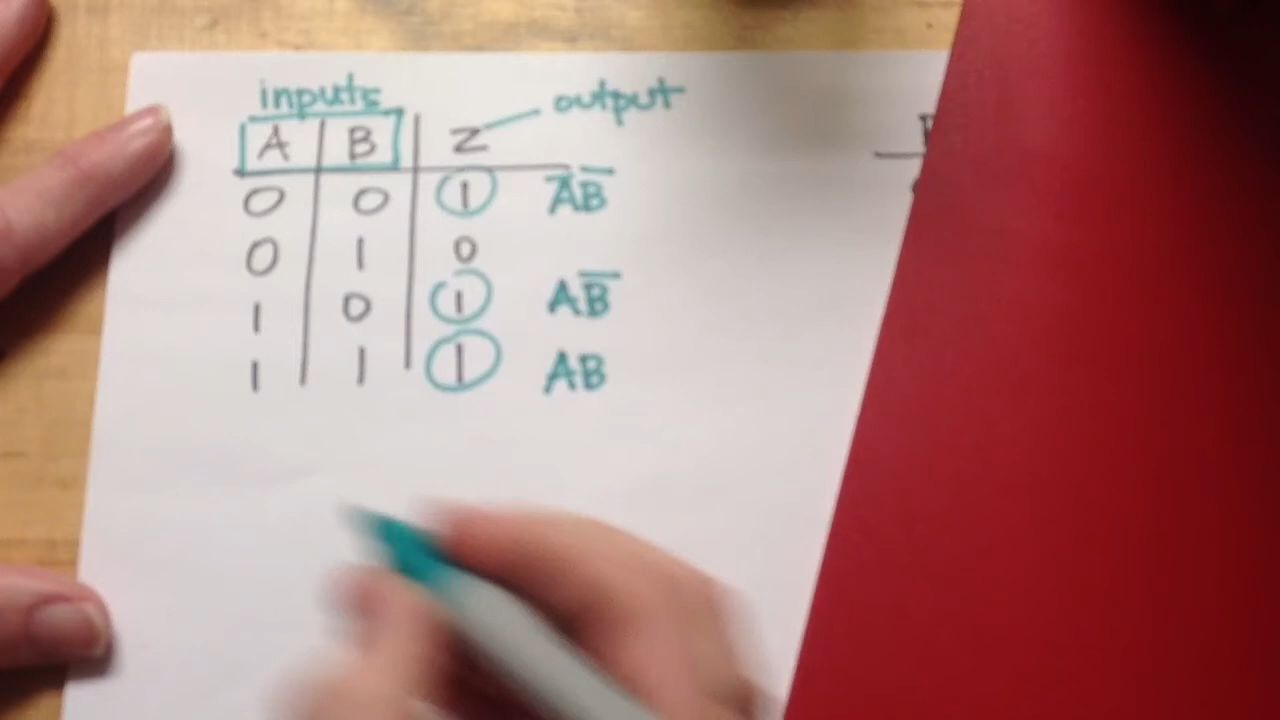 inputs output
A B Z
0 0 1 A̅B̅
0 1 0
1 0 1 AB̅
1 1 1 AB